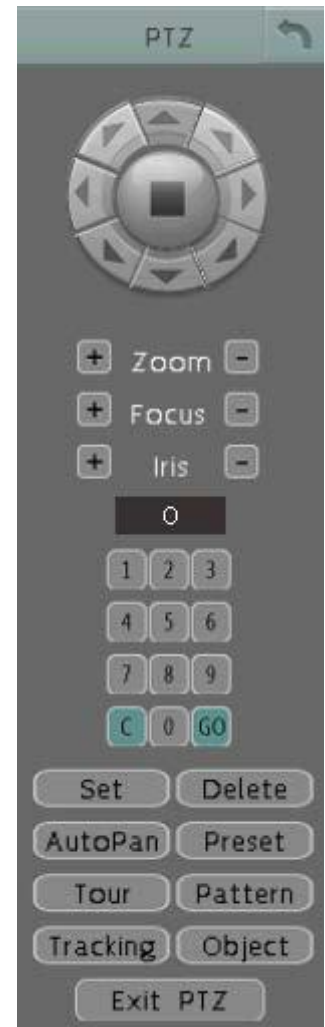 PTZ
+ Zoom -
+ Focus -
+ Iris -
0
1 2 3
4 5 6
7 8 9
C 0 GO
Set Delete
AutoPan Preset
Tour Pattern
Tracking Object
Exit PTZ